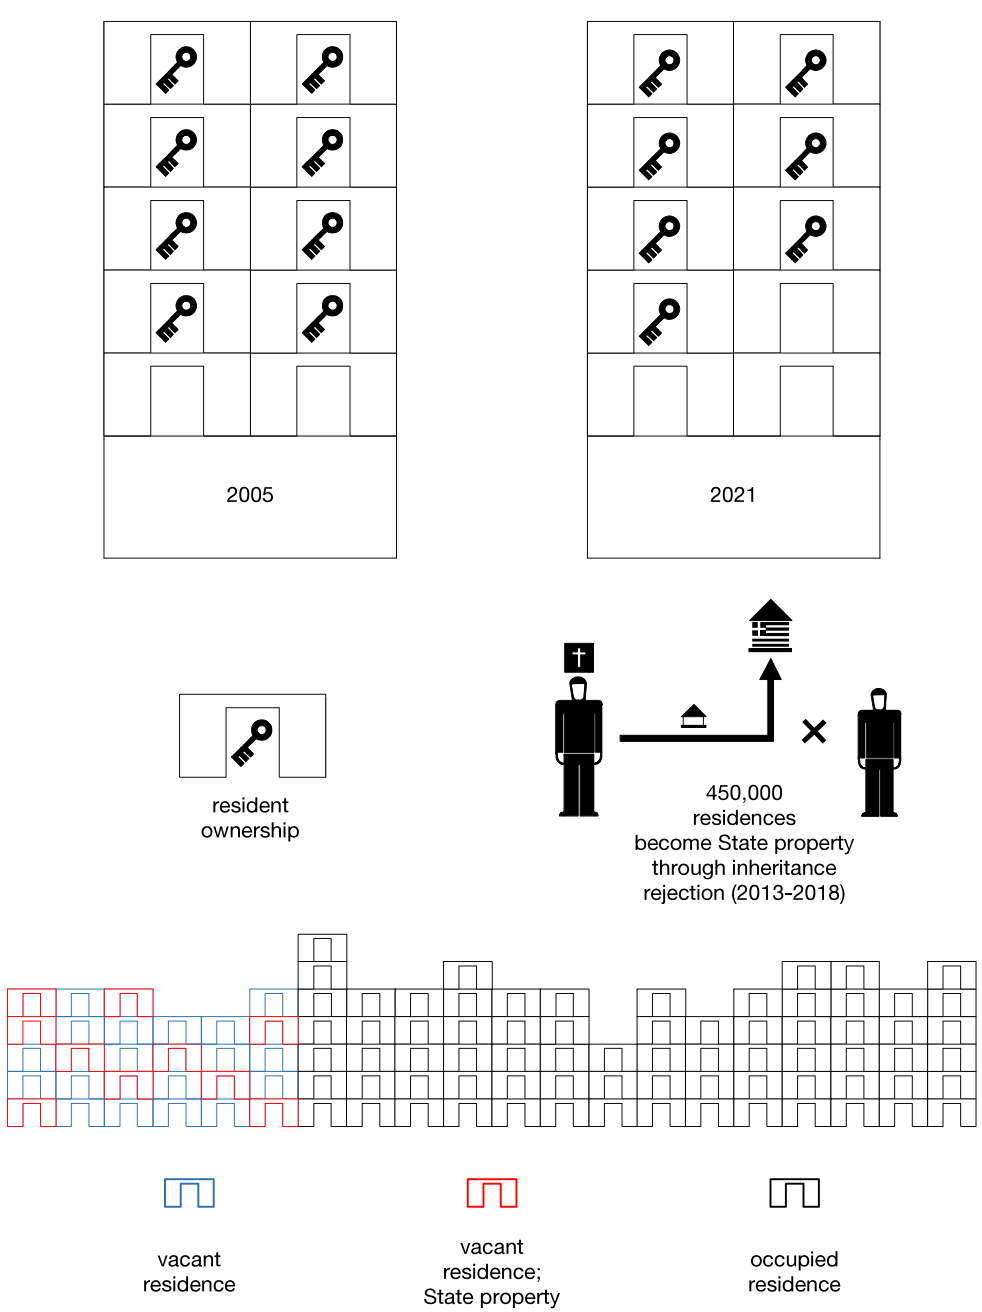 2005
2021
resident
ownership
450,000
residences
become State property
through inheritance
rejection (2013-2018)
vacant
residence
vacant
residence;
State property
occupied
residence